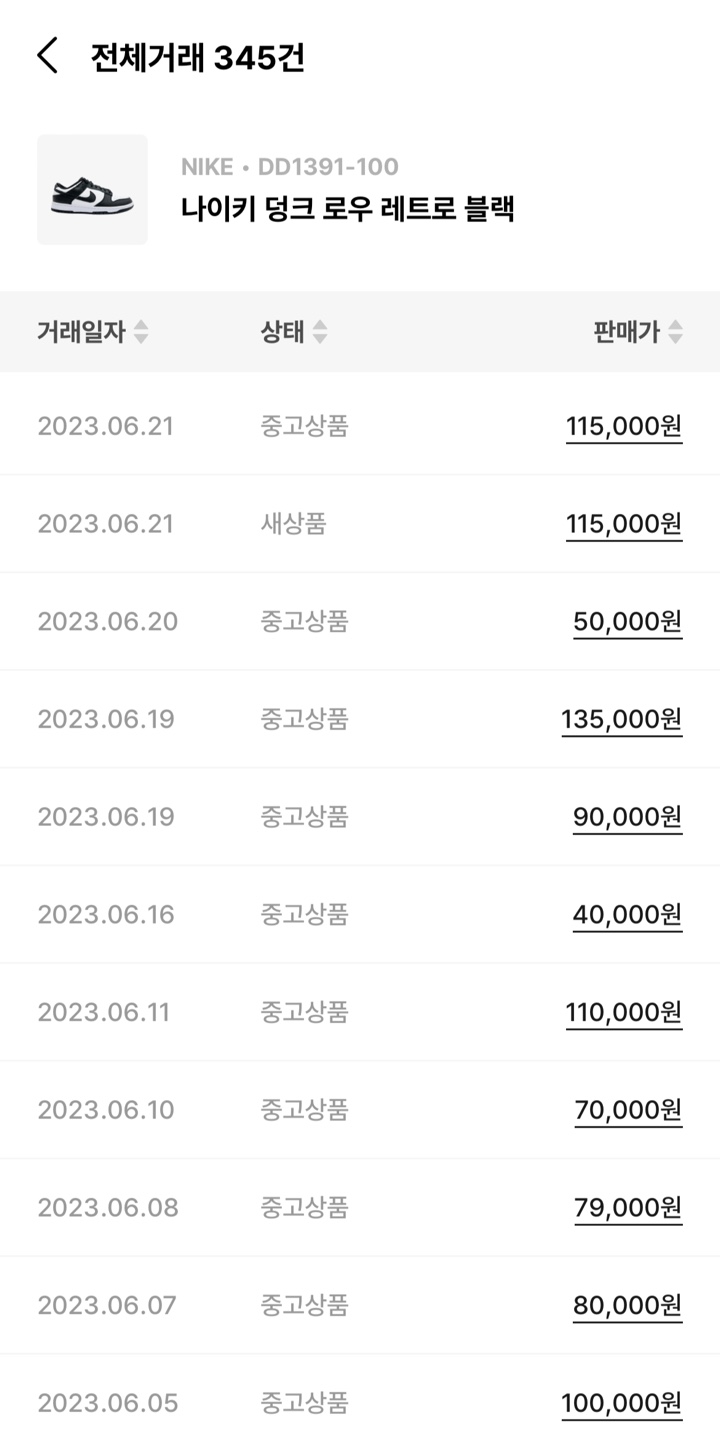 전체거래 345건
NIKE • DD1391-100
나이키 덩크 로우 레트로 블랙
거래일자 상태 판매가
2023.06.21 중고상품 115,000원
2023.06.21 새상품 115,000원
2023.06.20 중고상품 50,000원
2023.06.19 중고상품 135,000원
2023.06.19 중고상품 90,000원
2023.06.16 중고상품 40,000원
2023.06.11 중고상품 110,000원
2023.06.10 중고상품 70,000원
2023.06.08 중고상품 79,000원
2023.06.07 중고상품 80,000원
2023.06.05 중고상품 100,000원